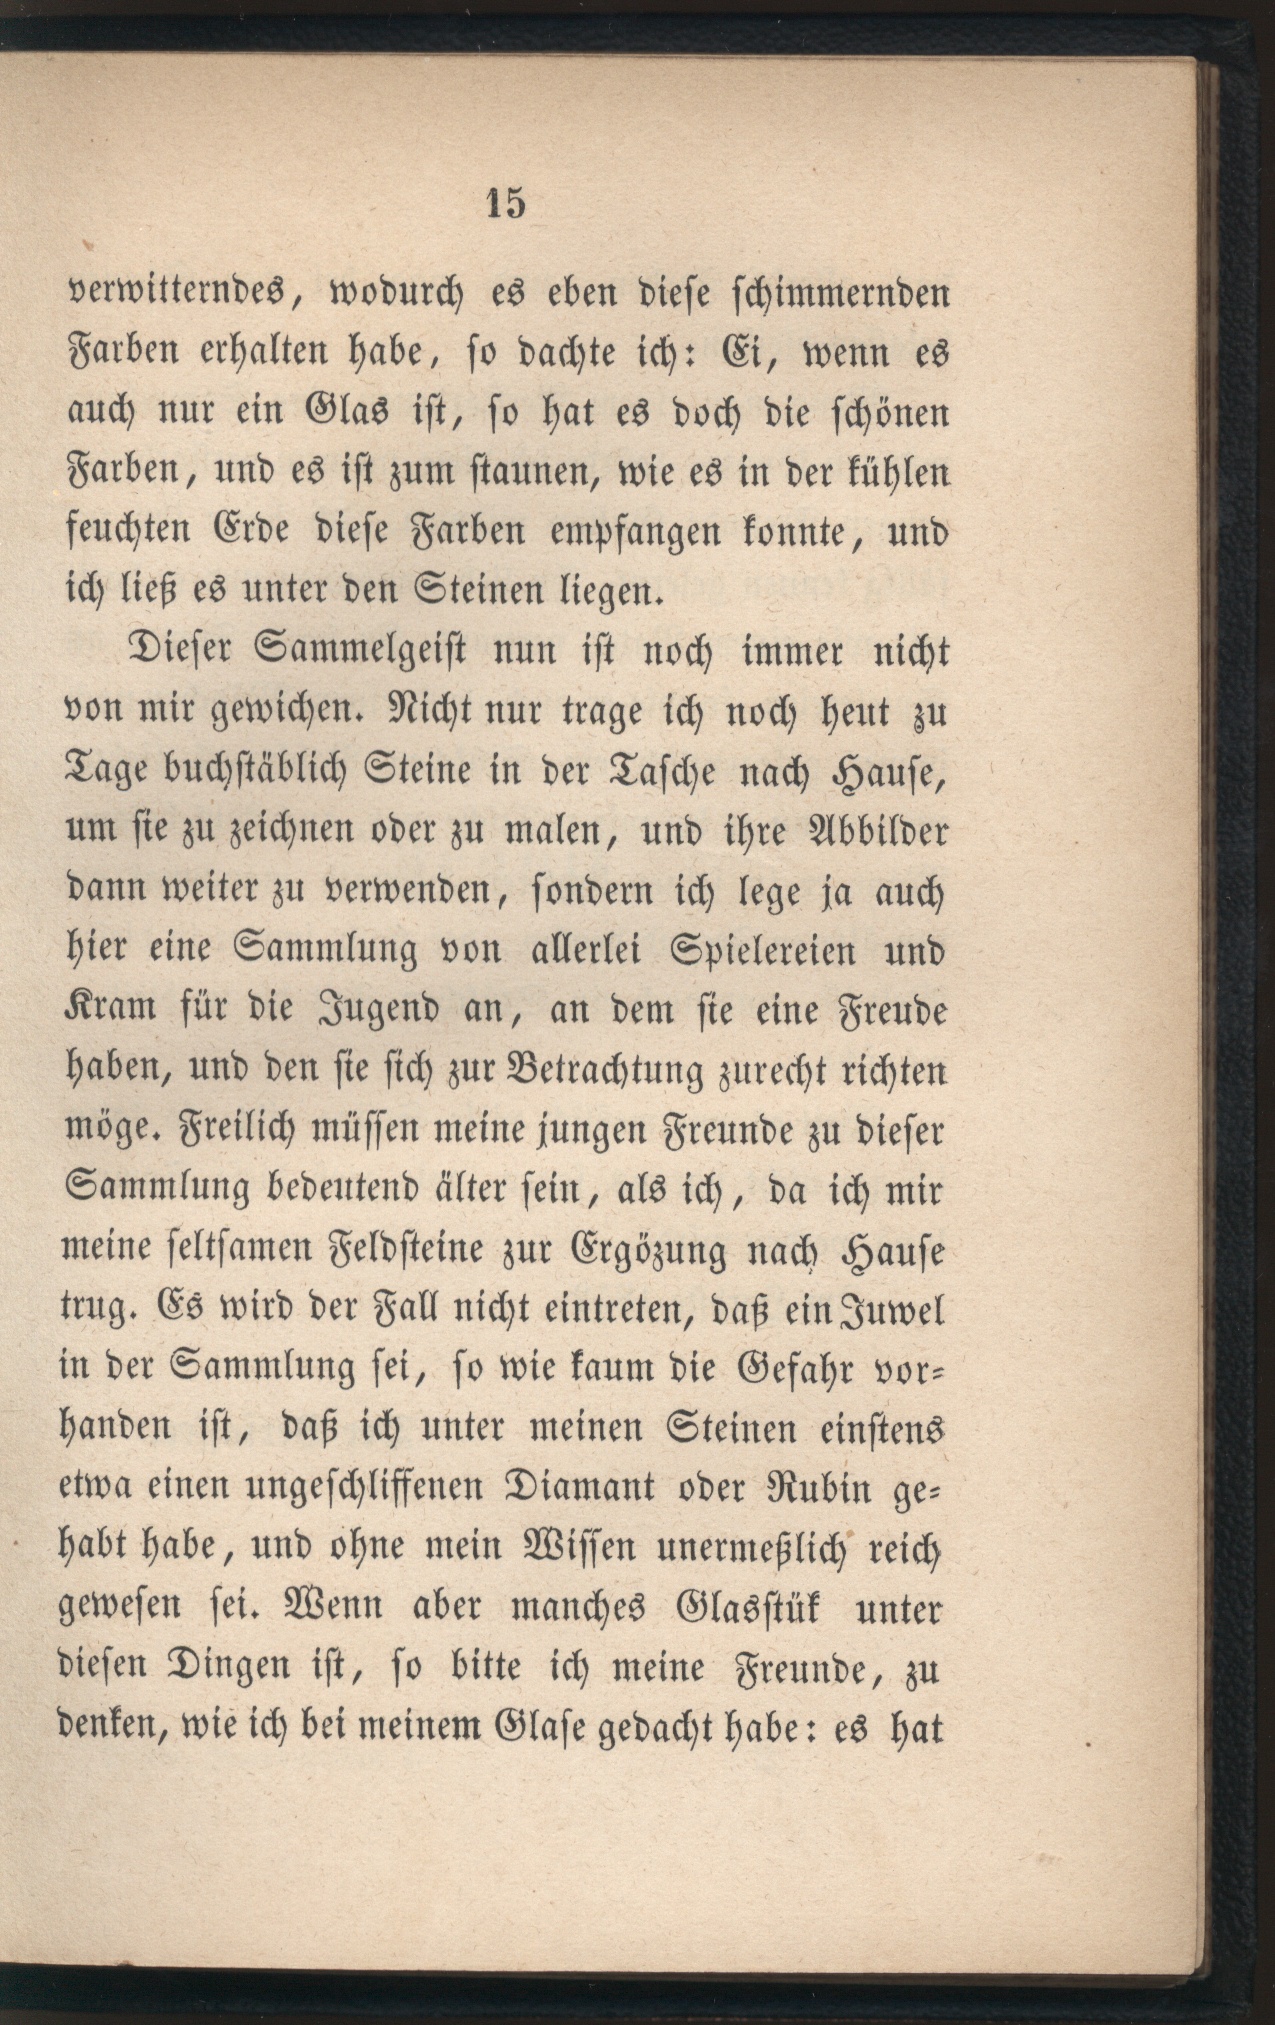 15
verwitterndes, wodurch es eben diese schimmernden
Farben erhalten habe, so dachte ich: Ei, wenn es
auch nur ein Glas ist, so hat es doch die schönen
Farben, und es ist zum staunen, wie es in der kühlen
feuchten Erde diese Farben empfangen konnte, und
ich ließ es unter den Steinen liegen.
Dieser Sammelgeist nun ist noch immer nicht
von mir gewichen. Nicht nur trage ich noch heut zu
Tage buchstäblich Steine in der Tasche nach Hause,
um sie zu zeichnen oder zu malen, und ihre Abbilder
dann weiter zu verwenden, sondern ich lege ja auch
hier eine Sammlung von allerlei Spielereien und
Kram für die Jugend an, an dem sie eine Freude
haben, und den sie sich zur Betrachtung zurecht richten
möge. Freilich müssen meine jungen Freunde zu dieser
Sammlung bedeutend älter sein, als ich, da ich mir
meine seltsamen Feldsteine zur Ergözung nach Hause
trug. Es wird der Fall nicht eintreten, daß ein Juwel
in der Sammlung sei, so wie kaum die Gefahr vor-
handen ist, daß ich unter meinen Steinen einstens
etwa einen ungeschliffenen Diamant oder Rubin ge-
habt habe, und ohne mein Wissen unermeßlich reich
gewesen sei. Wenn aber manches Glasstük unter
diesen Dingen ist, so bitte ich meine Freunde, zu
denken, wie ich bei meinem Glase gedacht habe: es hat